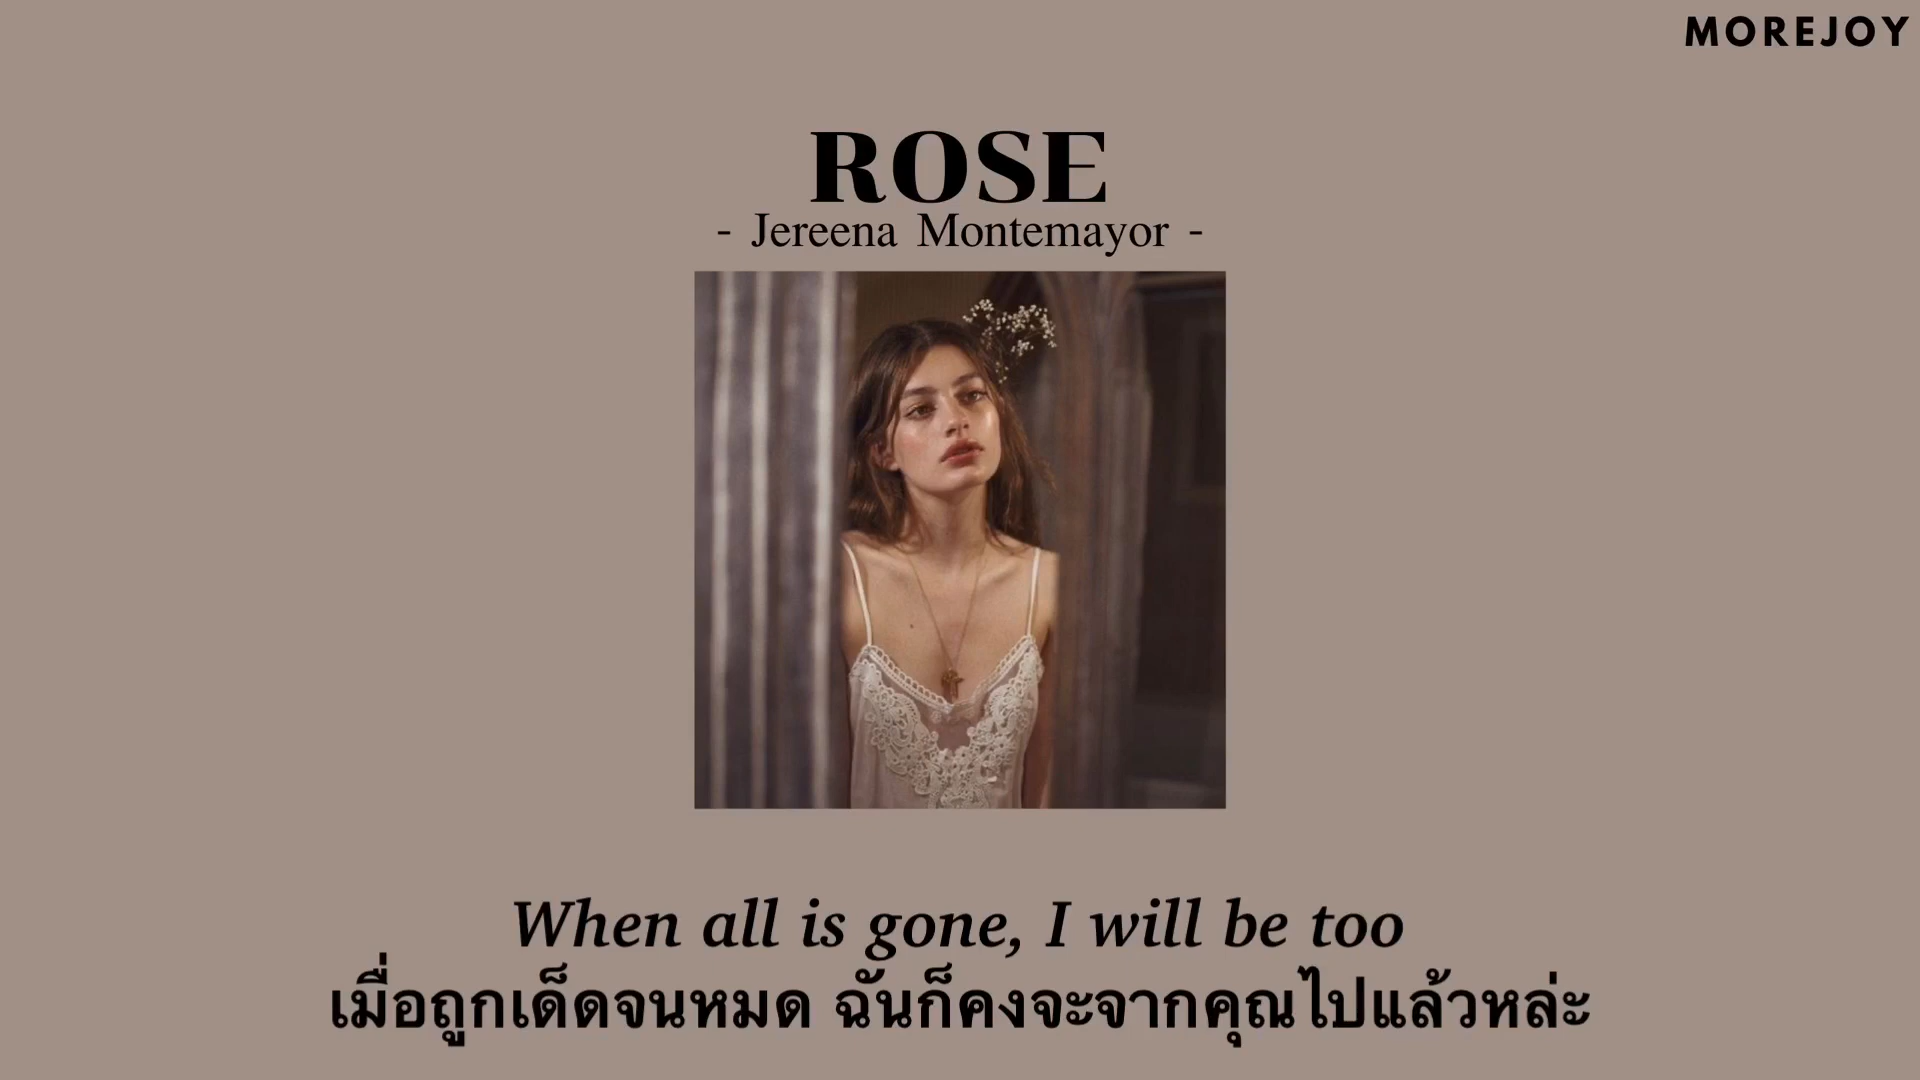 MOREJOY
ROSE
- Jereena Montemayor -
When all is gone, I will be too
เมื่อถูกเด็ดจนหมด ฉันก็คงจะจากคุณไปแล้วหล่ะ